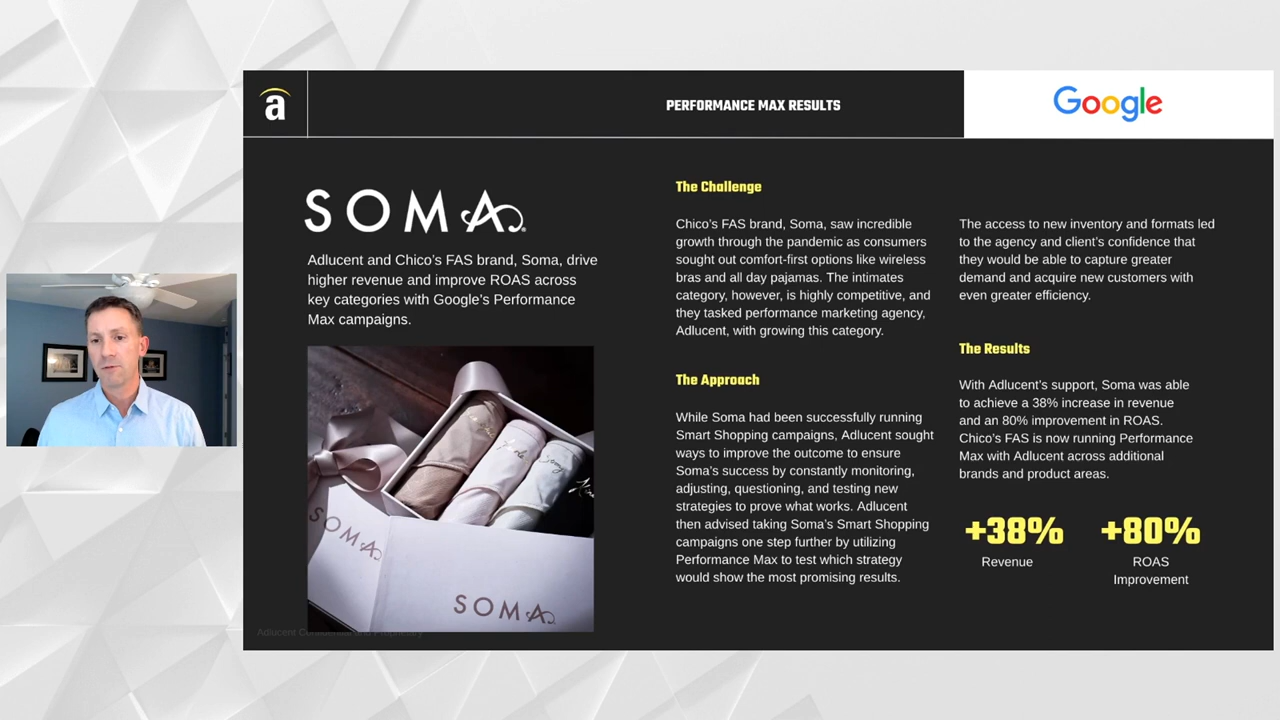 a
PERFORMANCE MAX RESULTS
Google
SOMA
Adlucent and Chico's FAS brand, Soma, drive
higher revenue and improve ROAS across
key categories with Google's Performance
Max campaigns.
SOMA
SOMA
Adlucent Confidential and Proprietary
The Challenge
Chico's FAS brand, Soma, saw incredible
growth through the pandemic as consumers
sought out comfort-first options like wireless
bras and all day pajamas. The intimates
category, however, is highly competitive, and
they tasked performance marketing agency,
Adlucent, with growing this category.
The Approach
While Soma had been successfully running
Smart Shopping campaigns, Adlucent sought
ways to improve the outcome to ensure
Soma's success by constantly monitoring,
adjusting, questioning, and testing new
strategies to prove what works. Adlucent
then advised taking Soma's Smart Shopping
campaigns one step further by utilizing
Performance Max to test which strategy
would show the most promising results.
The access to new inventory and formats led
to the agency and client's confidence that
they would be able to capture greater
demand and acquire new customers with
even greater efficiency.
The Results
With Adlucent's support, Soma was able
to achieve a 38% increase in revenue
and an 80% improvement in ROAS.
Chico's FAS is now running Performance
Max with Adlucent across additional
brands and product areas.
+38%
Revenue
+80%
ROAS
Improvement